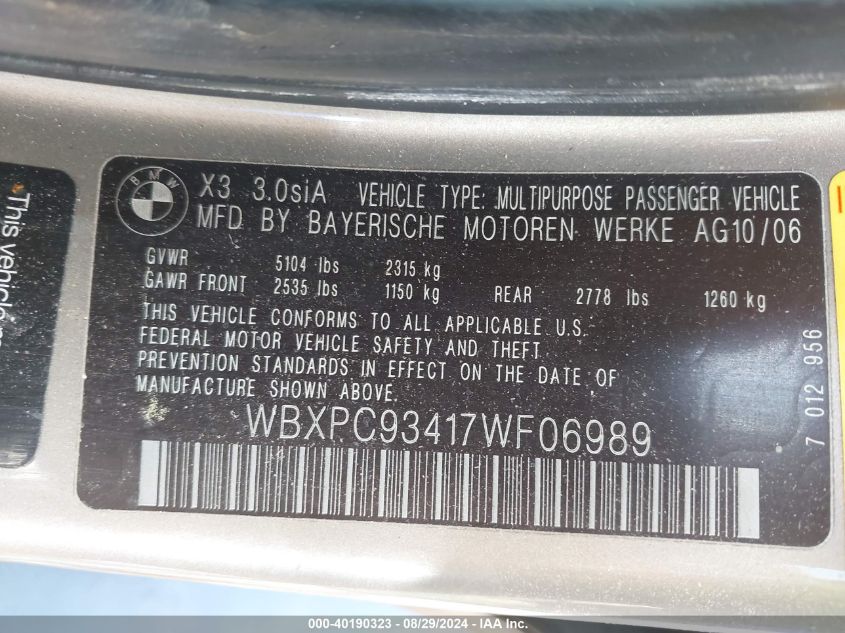 BMW
X3 3.0siA VEHICLE TYPE: MULTIPURPOSE PASSENGER VEHICLE
MFD BY BAYERISCHE MOTOREN WERKE AG10/06
GVWR 5104 lbs 2315 kg
GAWR FRONT 2535 lbs 1150 kg REAR 2778 lbs 1260 kg
THIS VEHICLE CONFORMS TO ALL APPLICABLE U.S.
FEDERAL MOTOR VEHICLE SAFETY AND THEFT
PREVENTION STANDARDS IN EFFECT ON THE DATE OF
MANUFACTURE SHOWN ABOVE.
WBXPC93417WF06989
7 012 956
This vehicle
000-40190323 - 08/29/2024 - IAA Inc.